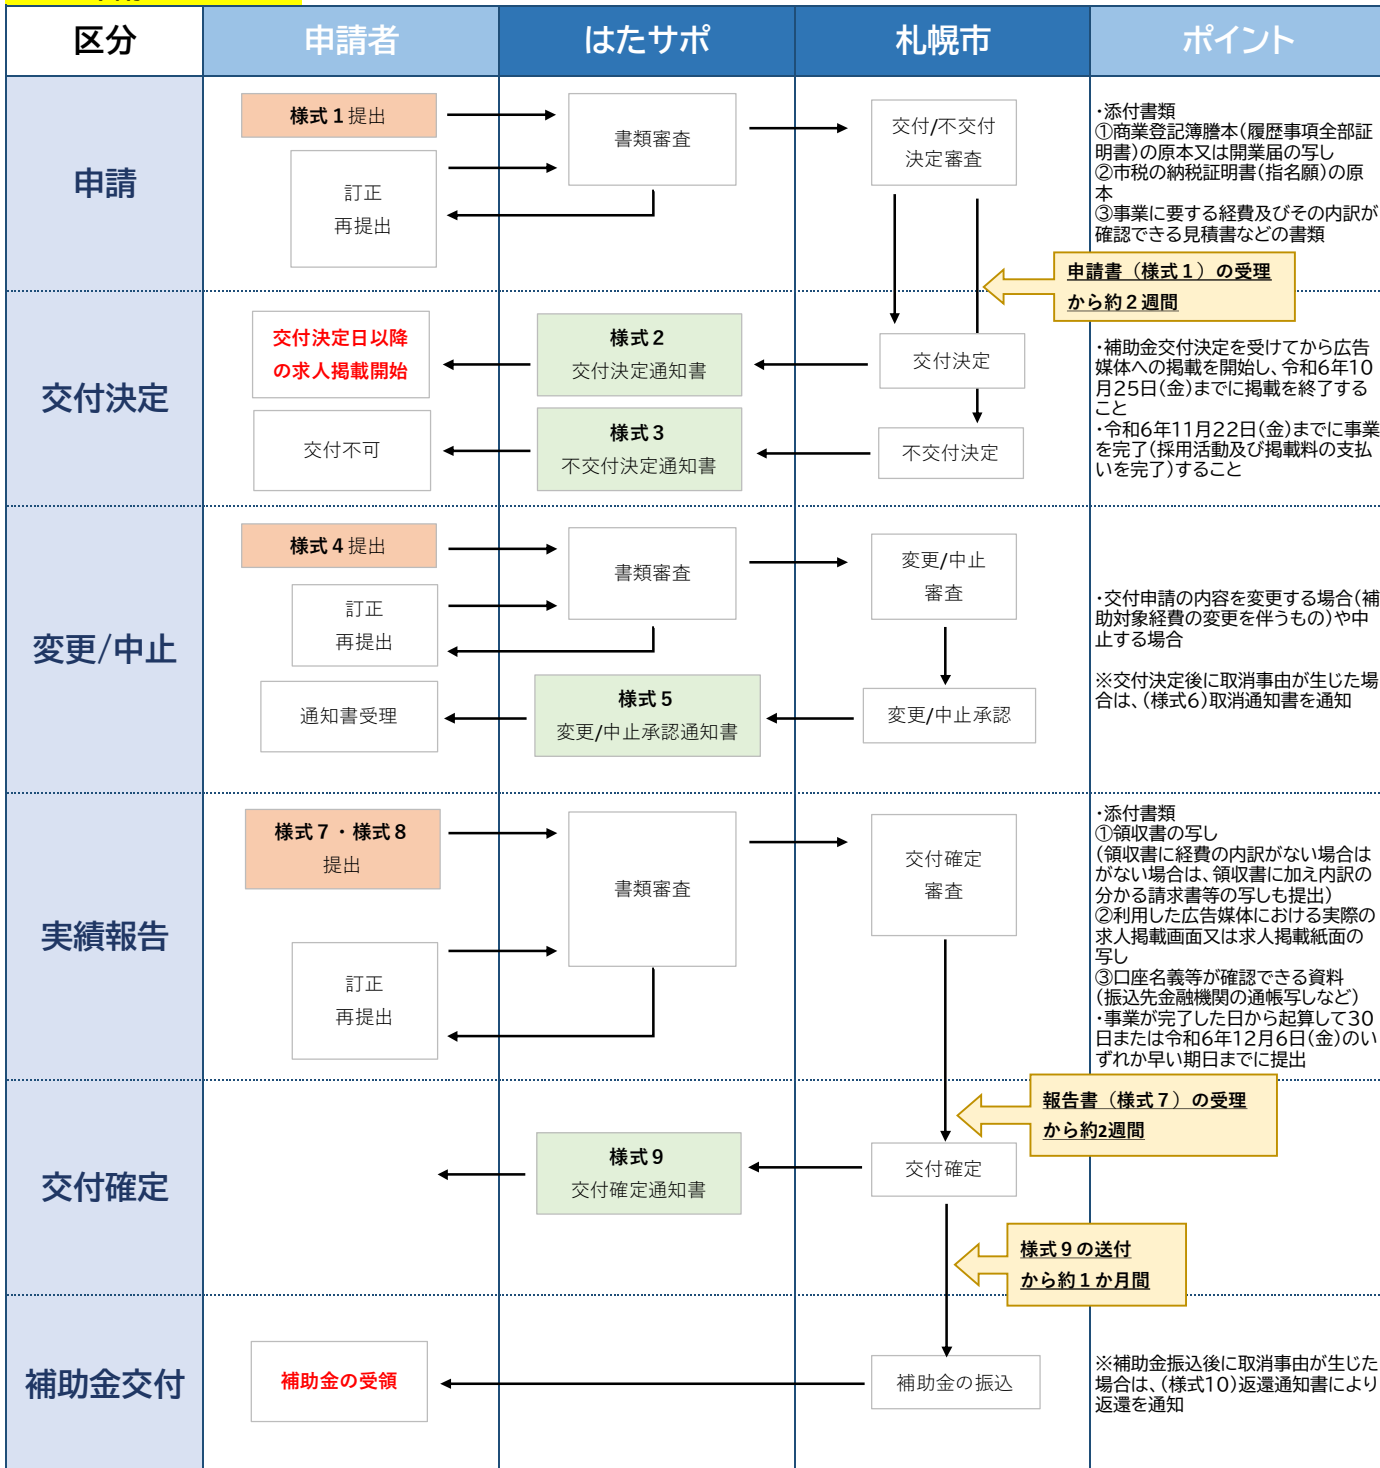 区分
申請者
はたサポ
札幌市
ポイント
申請
様式１提出
訂正
再提出
書類審査
交付/不交付
決定審査
・添付書類
①商業登記簿謄本（履歴事項全部証
明書）の原本又は開業届の写し
②市税の納税証明書（指名願）の原
本
③事業に要する経費及びその内訳が
確認できる見積書などの書類
申請書（様式１）の受理
から約２週間
交付決定
交付決定日以降
の求人掲載開始
様式２
交付決定通知書
交付決定
交付不可
様式３
不交付決定通知書
不交付決定
・補助金交付決定を受けてから広告
媒体への掲載を開始し、令和6年10
月25日（金）までに掲載を終了する
こと
・令和6年11月22日（金）までに事業
を完了（採用活動及び掲載料の支払
いを完了）すること
変更/中止
様式４提出
訂正
再提出
書類審査
変更/中止
審査
通知書受理
様式５
変更/中止承認通知書
変更/中止承認
・交付申請の内容を変更する場合（補
助対象経費の変更を伴うもの）や中
止する場合
※交付決定後に取消事由が生じた場
合は、（様式6）取消通知書を通知
実績報告
様式７・様式８
提出
訂正
再提出
書類審査
交付確定
審査
・添付書類
①領収書の写し
（領収書に経費の内訳がない場合は
がない場合は、領収書に加え内訳の
分かる請求書等の写しも提出）
②利用した広告媒体における実際の
求人掲載画面又は求人掲載紙面の
写し
③口座名義等が確認できる資料
（振込先金融機関の通帳写しなど）
・事業が完了した日から起算して30
日または令和6年12月6日（金）のい
ずれか早い期日までに提出
報告書（様式７）の受理
から約2週間
交付確定
様式９
交付確定通知書
交付確定
様式９の送付
から約１か月間
補助金交付
補助金の受領
補助金の振込
※補助金振込後に取消事由が生じた
場合は、（様式10）返還通知書により
返還を通知